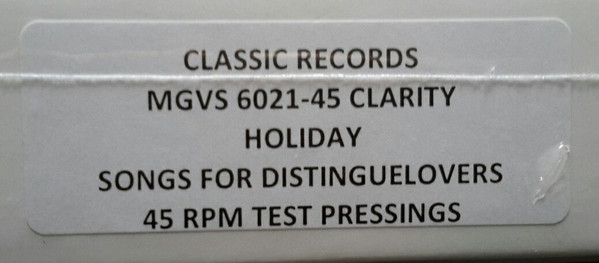 CLASSIC RECORDS
MGVS 6021-45 CLARITY
HOLIDAY
SONGS FOR DISTINGUELOVERS
45 RPM TEST PRESSINGS